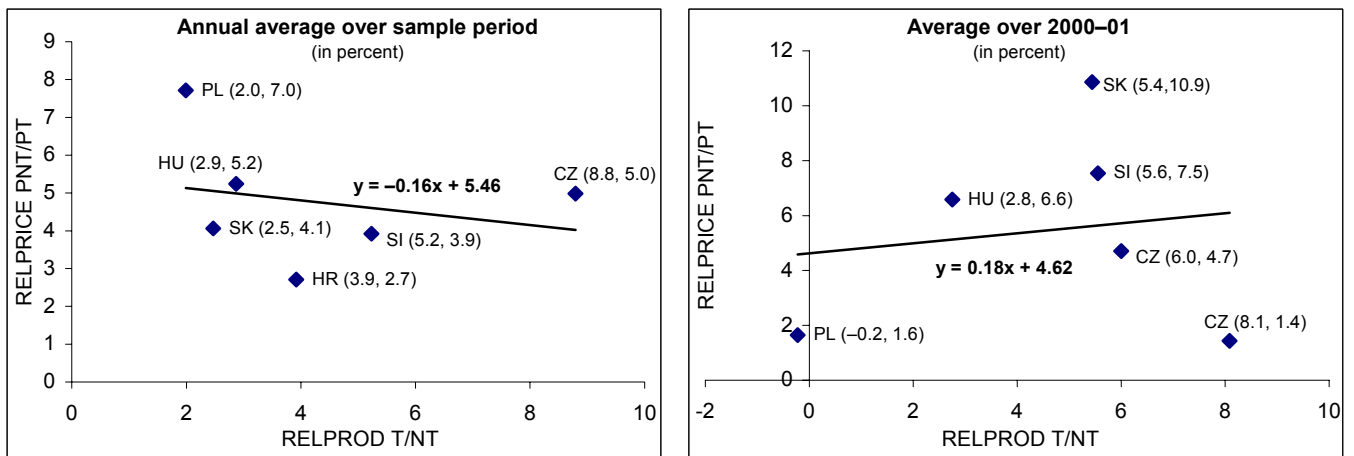 Annual average over sample period
(in percent)
RELPRICE PNT/PT
9
8
7
6
5
4
3
2
1
0
PL (2.0, 7.0)
HU (2.9, 5.2)
CZ (8.8, 5.0)
y = –0.16x + 5.46
SK (2.5, 4.1)
SI (5.2, 3.9)
HR (3.9, 2.7)
0 2 4 6 8 10
RELPROD T/NT
Average over 2000–01
(in percent)
RELPRICE PNT/PT
12
10
8
6
4
2
0
SK (5.4,10.9)
SI (5.6, 7.5)
HU (2.8, 6.6)
CZ (6.0, 4.7)
y = 0.18x + 4.62
CZ (8.1, 1.4)
PL (–0.2, 1.6)
-2 0 2 4 6 8 10
RELPROD T/NT